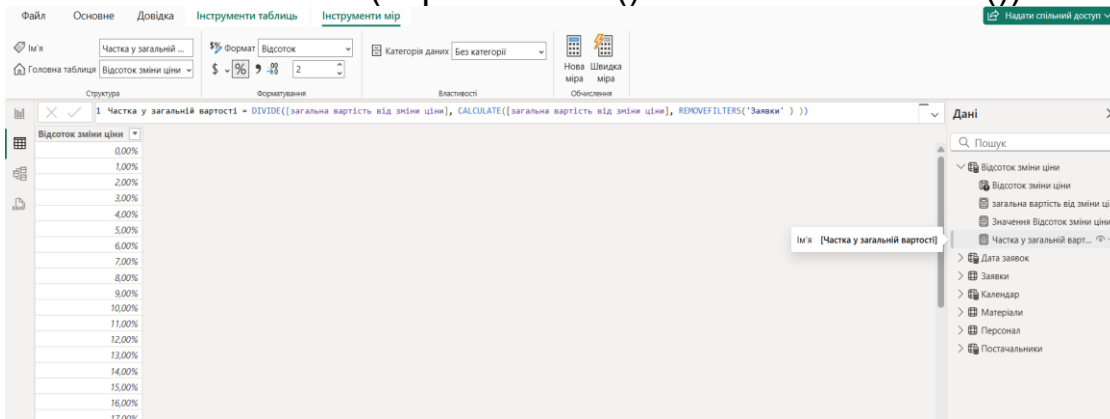 Файл Основне Довідка Інструменти таблиць Інструменти мір Надати спільний доступ
Ім'я Частка у загальній ... Формат Відсоток Категорія даних Без категорії
Головна таблиця Відсоток зміни ціни $ % 2 Нова міра Швидка міра
Структура Форматування Властивості Обчислення
1 Частка у загальній вартості = DIVIDE([загальна вартість від зміни ціни], CALCULATE([загальна вартість від зміни ціни], REMOVEFILTERS('Заявки' ) ))
Відсоток зміни ціни
0,00%
1,00%
2,00%
3,00%
4,00%
5,00%
6,00%
7,00%
8,00%
9,00%
10,00%
11,00%
12,00%
13,00%
14,00%
15,00%
16,00%
17,00%
Ім'я [Частка у загальній вартості]
Дані
Пошук
Відсоток зміни ціни
Відсоток зміни ціни
загальна вартість від зміни ці
Значення Відсоток зміни ціни
Частка у загальній варт...
Дата заявок
Заявки
Календар
Матеріали
Персонал
Постачальники